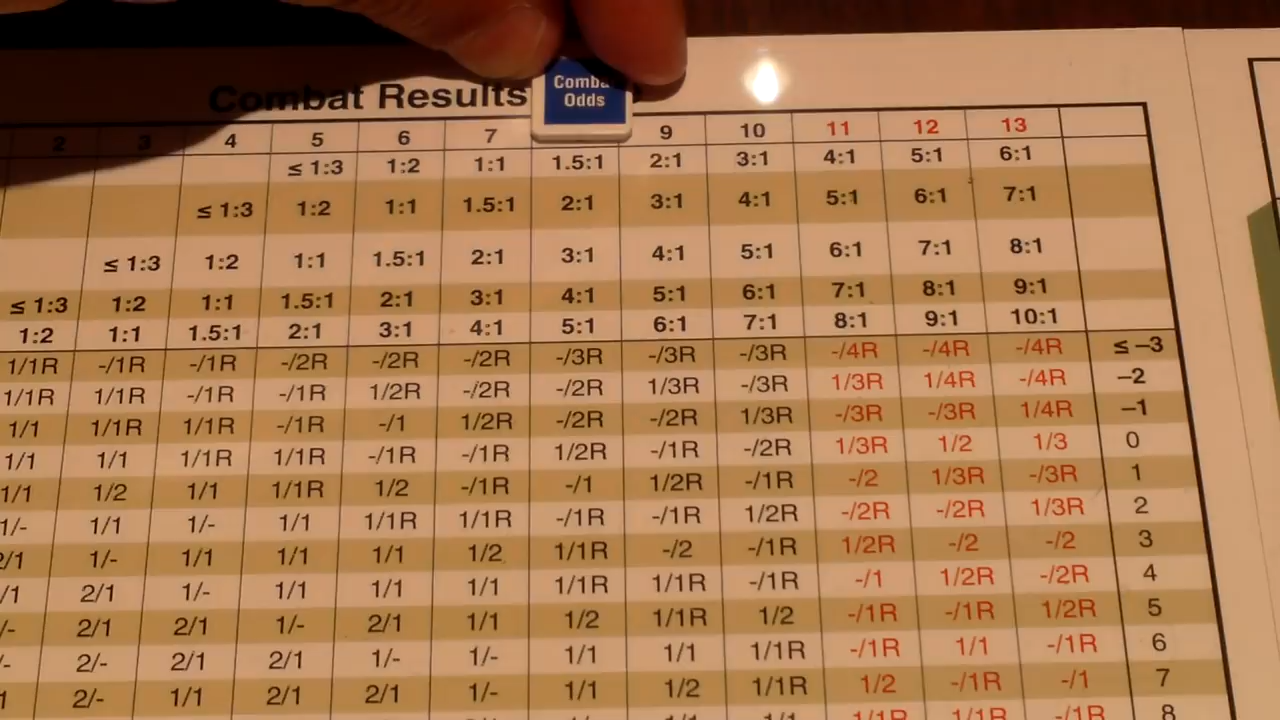 Combat Results
Comba
Odds
2 3 4 5 6 7 9 10 11 12 13
≤ 1:3 1:2 1:1 1.5:1 2:1 3:1 4:1 5:1 6:1
≤ 1:3 1:2 1:1 1.5:1 2:1 3:1 4:1 5:1 6:1 7:1
≤ 1:3 1:2 1:1 1.5:1 2:1 3:1 4:1 5:1 6:1 7:1 8:1
≤ 1:3 1:2 1:1 1.5:1 2:1 3:1 4:1 5:1 6:1 7:1 8:1 9:1
1:2 1:1 1.5:1 2:1 3:1 4:1 5:1 6:1 7:1 8:1 9:1 10:1
1/1R -/1R -/1R -/2R -/2R -/2R -/3R -/3R -/3R -/4R -/4R -/4R ≤ −3
1/1R 1/1R -/1R -/1R 1/2R -/2R -/2R 1/3R -/3R 1/3R 1/4R -/4R −2
1/1 1/1R 1/1R -/1R -/1 1/2R -/2R -/2R 1/3R -/3R -/3R 1/4R −1
1/1 1/1 1/1R 1/1R -/1R -/1R 1/2R -/1R -/2R 1/3R 1/2 1/3 0
1/1 1/2 1/1 1/1R 1/2 -/1R -/1 1/2R -/1R -/2 1/3R -/3R 1
1/- 1/1 1/- 1/1 1/1R 1/1R -/1R -/1R 1/2R -/2R -/2R 1/3R 2
2/1 1/- 1/1 1/1 1/1 1/2 1/1R -/2 -/1R 1/2R -/2 -/2 3
/1 2/1 1/- 1/1 1/1 1/1 1/1R 1/1R -/1R -/1 1/2R -/2R 4
/- 2/1 2/1 1/- 2/1 1/1 1/2 1/1R 1/2 -/1R -/1R 1/2R 5
/- 2/- 2/1 2/1 1/- 1/- 1/1 1/1 1/1R -/1R 1/1 -/1R 6
2/- 1/1 2/1 2/1 1/- 1/1 1/2 1/1R 1/2 -/1R -/1 7
1/1R 1/1R -/1R 8